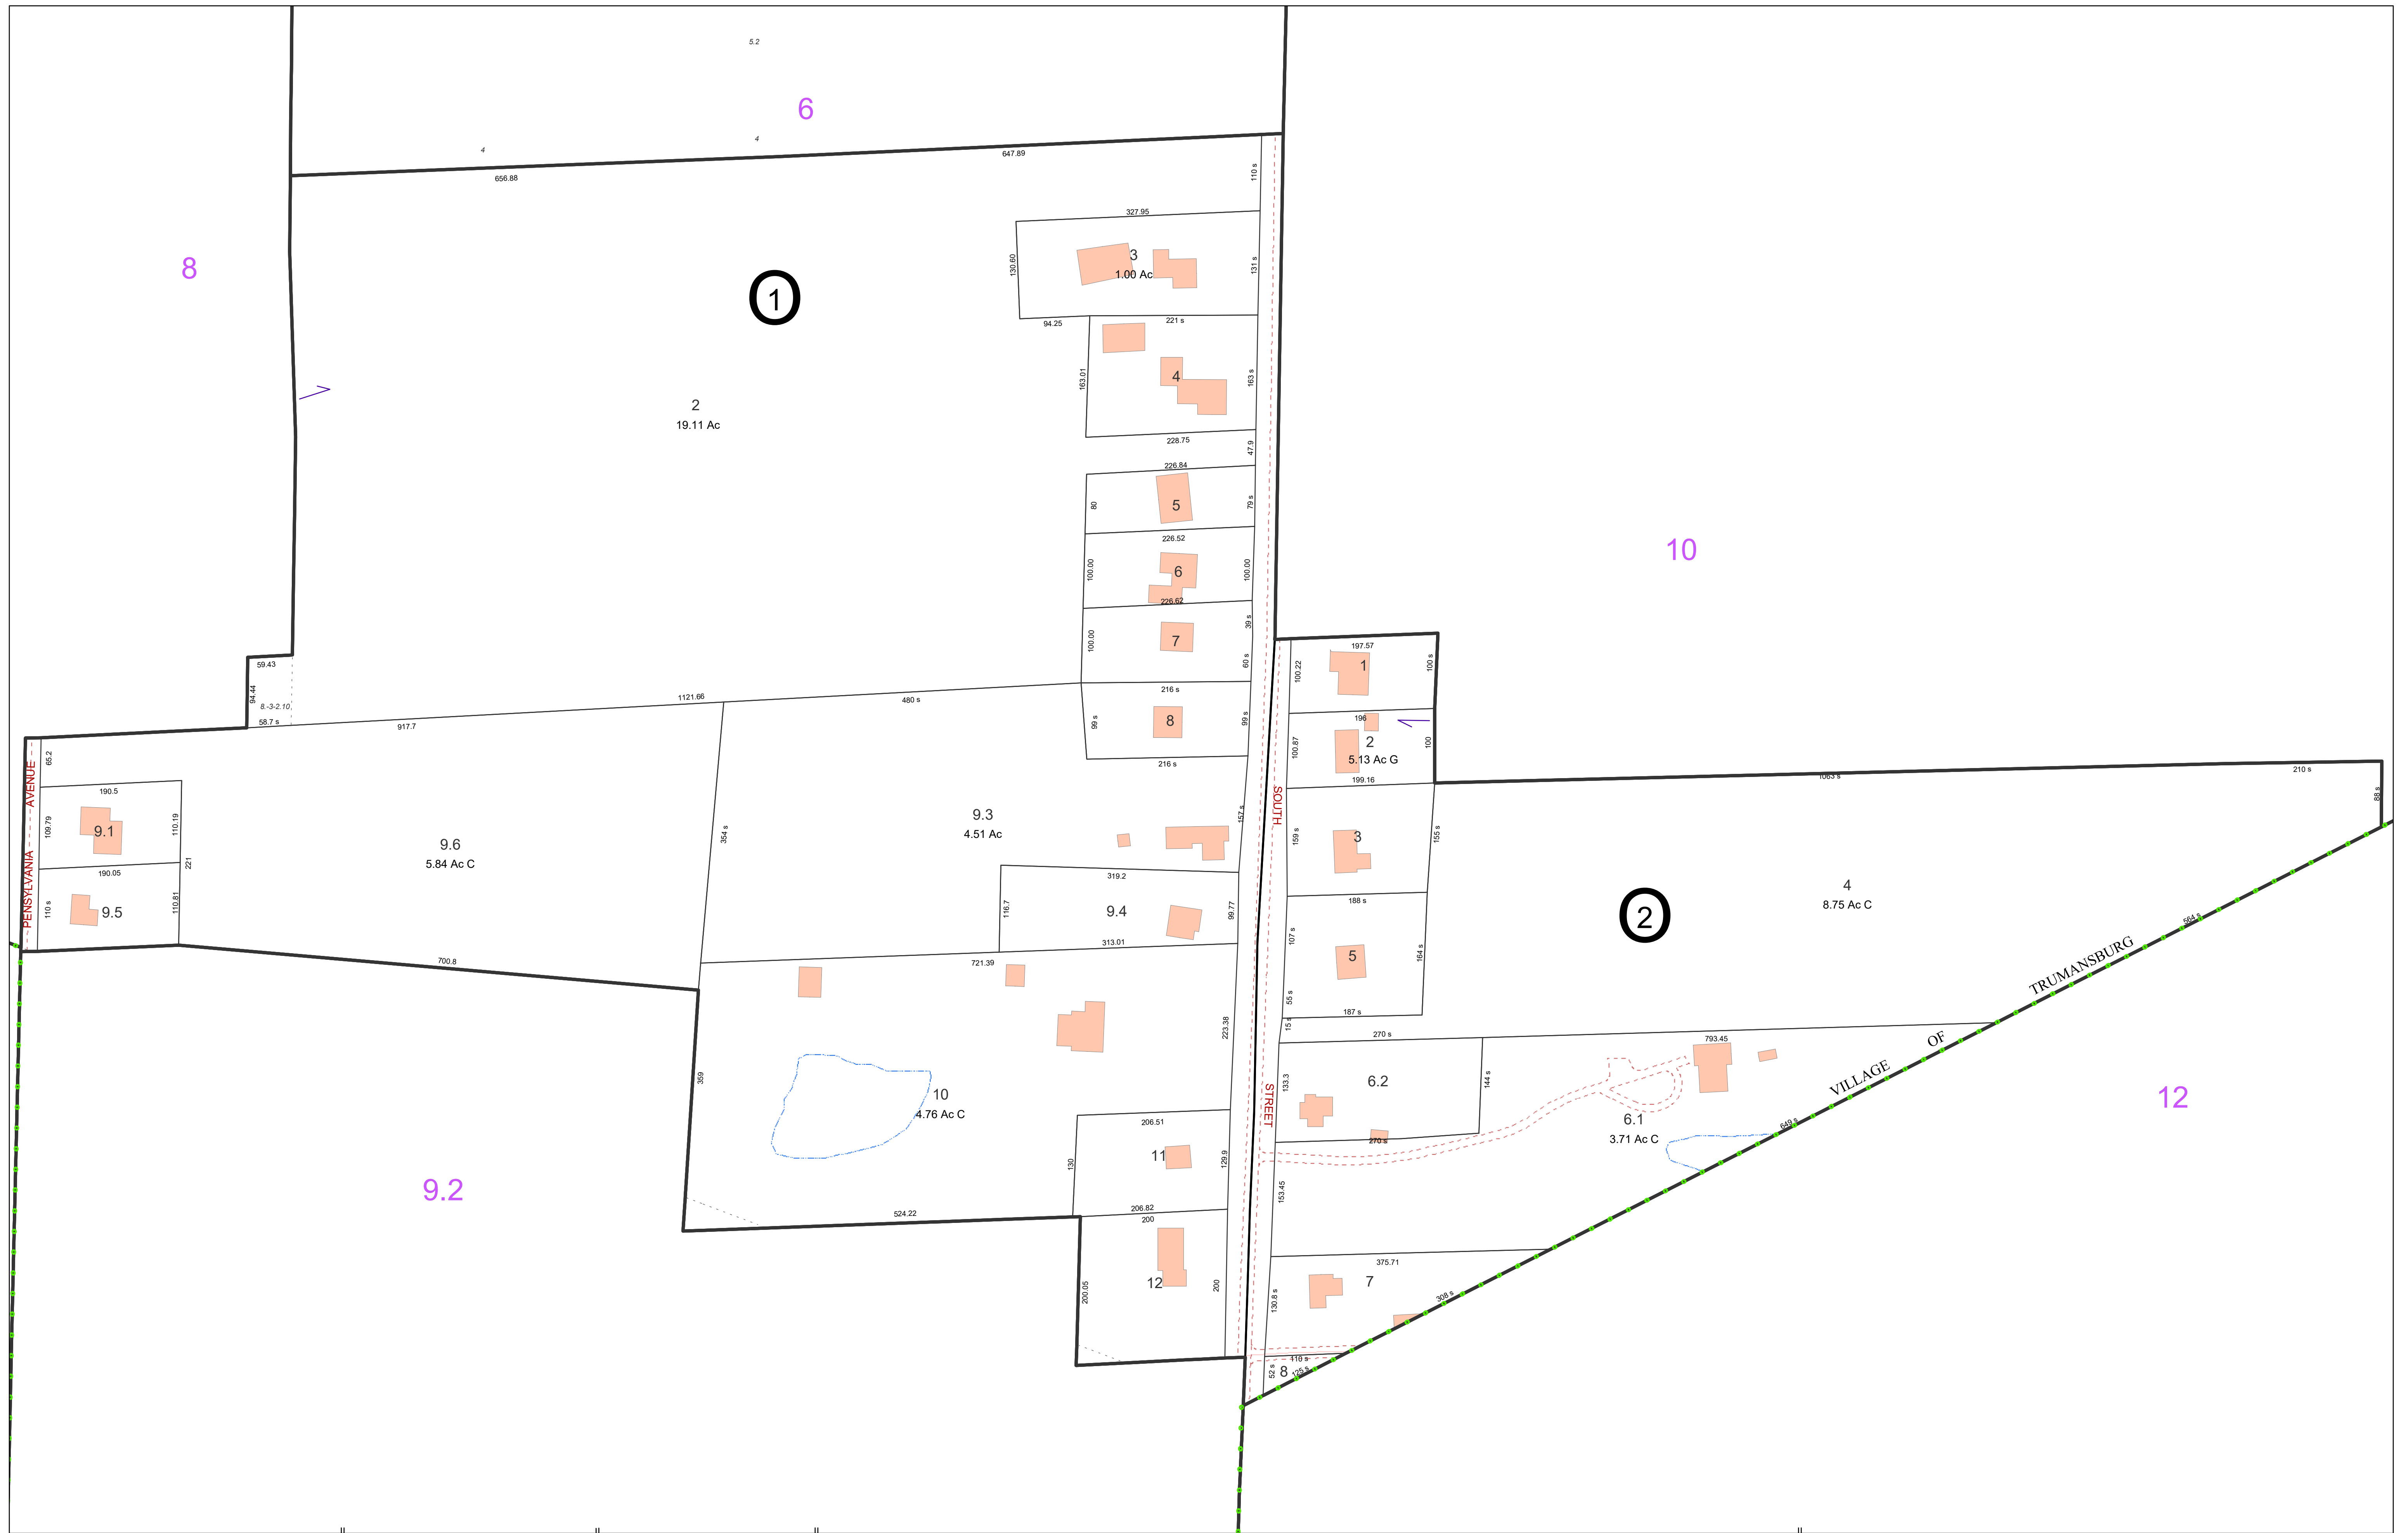 5.2
6
4
4
647.89
656.88
110 s
8
327.95
3
1.00 Ac
130.60
131 s
1
94.25
221 s
2
19.11 Ac
4
163.01
163 s
228.75
47.9
226.84
80
5
79 s
226.52
100.00
6
100.00
226.62
39 s
100.00
7
60 s
10
59.43
94.44
8.-3-2.10
58.7 s
1121.66
480 s
917.7
216 s
99 s
8
99 s
216 s
197.57
100.22
1
100 s
196
100.87
2
5.13 Ac G
100
199.16
1063 s
210 s
88 s
65.2
PENSYLVANIA AVENUE
190.5
109.79
9.1
110.19
221
190.05
110 s
9.5
110.81
9.6
5.84 Ac C
354 s
9.3
4.51 Ac
157 s
SOUTH
159 s
3
155 s
4
8.75 Ac C
2
319.2
116.7
9.4
99.77
313.01
188 s
107 s
5
164 s
55 s
187 s
15 s
564 s
700.8
721.39
223.38
359
10
4.76 Ac C
STREET
270 s
133.3
6.2
144 s
270 s
793.45
6.1
3.71 Ac C
649 s
VILLAGE OF TRUMANSBURG
12
9.2
206.51
130
11
129.9
206.82
524.22
200
153.45
200.05
12
200
375.71
130.8 s
7
308 s
110 s
52 s
8
125 s